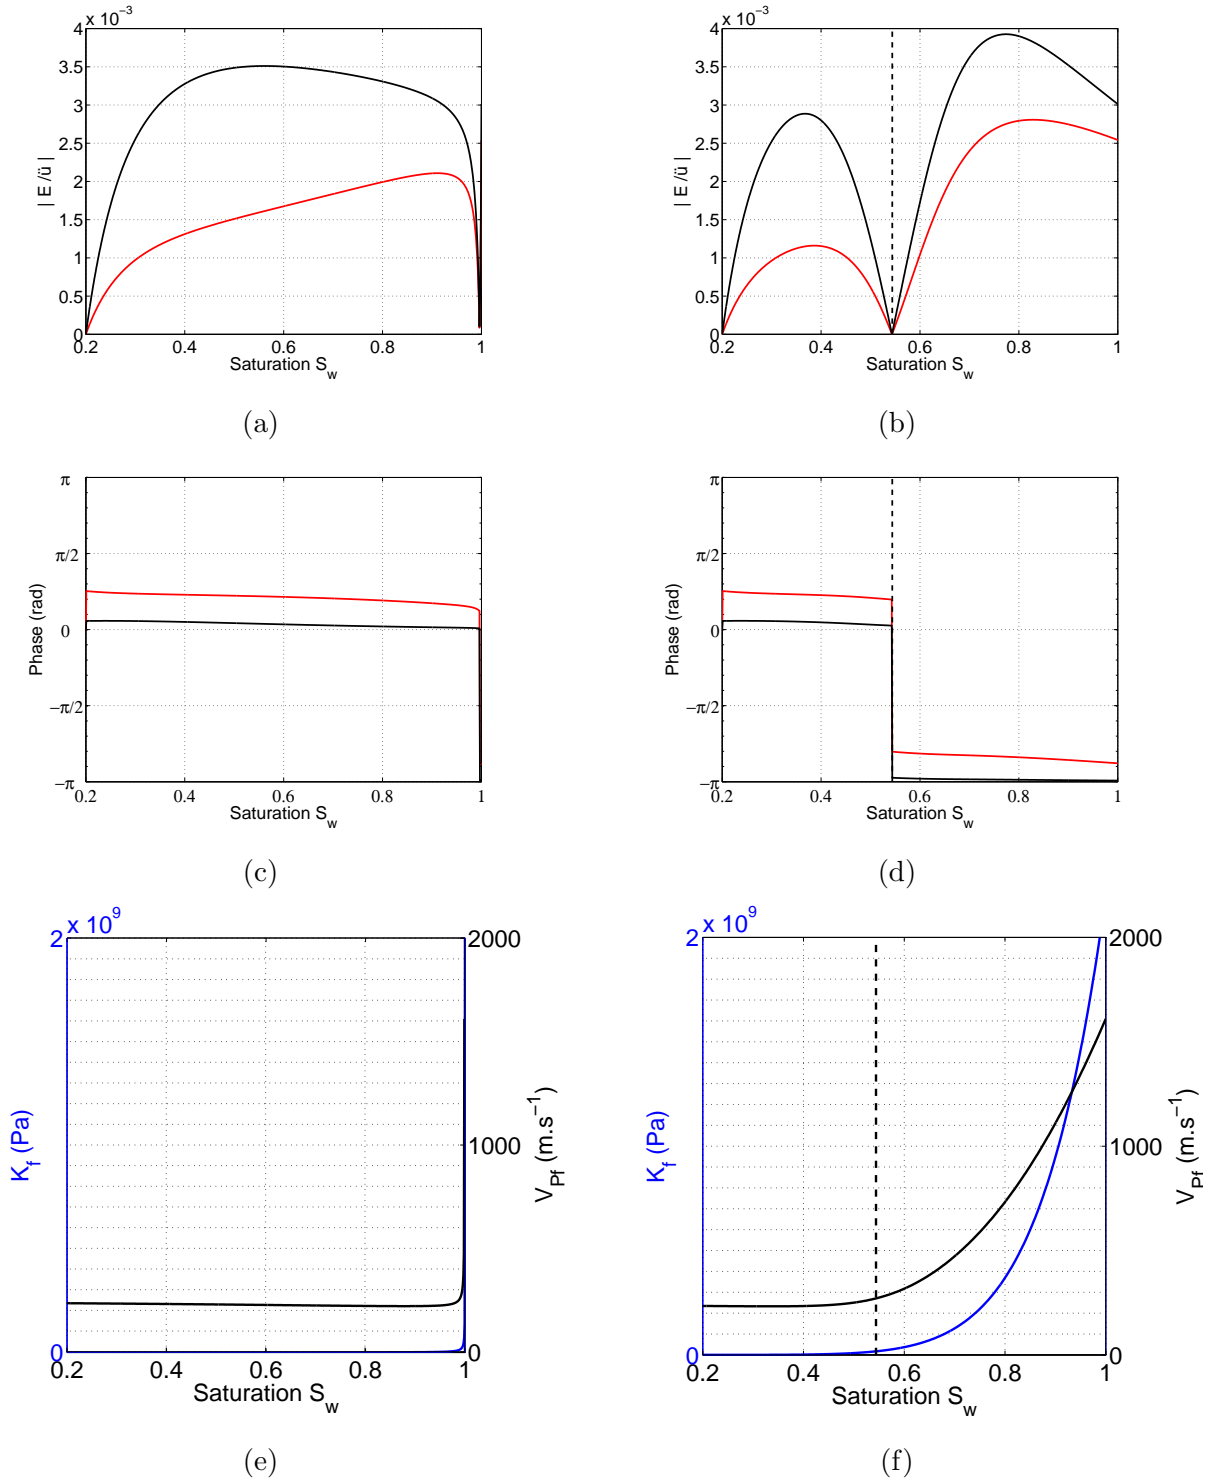 4 x 10^-3
3.5
3
2.5
2
1.5
1
0.5
0
0.2 0.4 0.6 0.8 1
| E /ü |
Saturation S_w
(a)
4 x 10^-3
3.5
3
2.5
2
1.5
1
0.5
0
0.2 0.4 0.6 0.8 1
| E /ü |
Saturation S_w
(b)
π
π/2
0
−π/2
−π
0.2 0.4 0.6 0.8 1
Phase (rad)
Saturation S_w
(c)
π
π/2
0
−π/2
−π
0.2 0.4 0.6 0.8 1
Phase (rad)
Saturation S_w
(d)
2 x 10^9
0
2000
1000
0
K_f (Pa)
V_Pf (m.s^−1)
0.2 0.4 0.6 0.8 1
Saturation S_w
(e)
2 x 10^9
0
2000
1000
0
K_f (Pa)
V_Pf (m.s^−1)
0.2 0.4 0.6 0.8 1
Saturation S_w
(f)